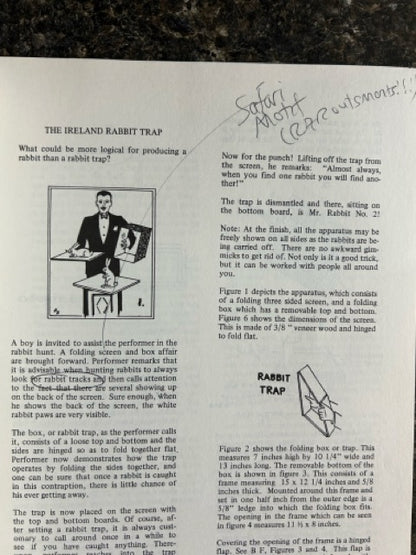 Safari
Motif
THE IRELAND RABBIT TRAP
What could be more logical for producing a
rabbit than a rabbit trap?
A boy is invited to assist the performer in the
rabbit hunt. A folding screen and box affair
are brought forward. Performer remarks that
it is advisable when hunting rabbits to always
look for rabbit tracks and then calls attention
to the fact that there are several showing up
on the back of the screen. Sure enough, when
he shows the back of the screen, the white
rabbit paws are very visible.
The box, or rabbit trap, as the performer calls
it, consists of a loose top and bottom and the
sides are hinged so as to fold together flat.
Performer now demonstrates how the trap
operates by folding the sides together, and
one can be sure that once a rabbit is caught
in this contraption, there is little chance of
his ever getting away.
The trap is now placed on the screen with
the top and bottom boards. Of course, af-
ter setting a rabbit trap, it is always cust-
omary to call around once in a while to
see if you have caught anything. There-
performer reaches into the trap
Now for the punch! Lifting off the trap from
the screen, he remarks. "Almost always,
when you find one rabbit you will find ano-
ther!"
The trap is dismantled and there, sitting on
the bottom board, is Mr. Rabbit No. 2!
Note: At the finish, all the apparatus may be
freely shown on all sides as the rabbits are be-
ing carried off. There are no awkward gim-
micks to get rid of. Not only is it a good trick,
but it can be worked with people all around
you.
Figure 1 depicts the apparatus, which consists
of a folding three sided screen, and a folding
box which has a removable top and bottom.
Figure 6 shows the dimensions of the screen.
This is made of 3/8" veneer wood and hinged
to fold flat.
RABBIT
TRAP
Figure 2 shows the folding box or trap. This
measures 7 inches high by 10 1/4" wide and
13 inches long. The removable bottom of the
box is shown in figure 3. This consists of a
frame measuring 15 x 12 1/4 inches and 5/8
inches thick. Mounted around this frame and
set in one half inch from the outer edge is a
5/8" ledge into which the folding box fits.
The opening in the frame which can be seen
in figure 4 measures 11 ½ x 8 inches.
Covering the opening of the frame is a hinged
flap. See B F, Figures 3 and 4. This flap is